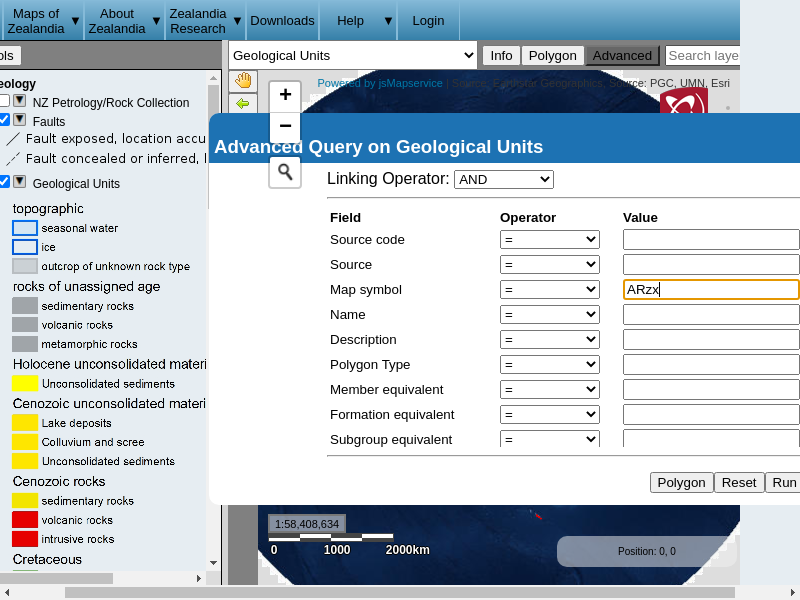 Maps of Zealandia ▼
About Zealandia ▼
Zealandia Research ▼
Downloads
Help ▼
Login
ols
Geological Units
Info
Polygon
Advanced
Search laye
eology
NZ Petrology/Rock Collection
Faults
Fault exposed, location accu
Fault concealed or inferred, l
Geological Units
topographic
seasonal water
ice
outcrop of unknown rock type
rocks of unassigned age
sedimentary rocks
volcanic rocks
metamorphic rocks
Holocene unconsolidated materi
Unconsolidated sediments
Cenozoic unconsolidated materi
Lake deposits
Colluvium and scree
Unconsolidated sediments
Cenozoic rocks
sedimentary rocks
volcanic rocks
intrusive rocks
Cretaceous
+
−
Powered by jsMapservice | Source: Earthstar Geographics, Source: PGC, UMN, Esri
Advanced Query on Geological Units
Linking Operator: AND
Field Operator Value
Source code =
Source =
Map symbol = ARzx
Name =
Description =
Polygon Type =
Member equivalent =
Formation equivalent =
Subgroup equivalent =
Polygon
Reset
Run
1:58,408,634
0 1000 2000km
Position: 0, 0